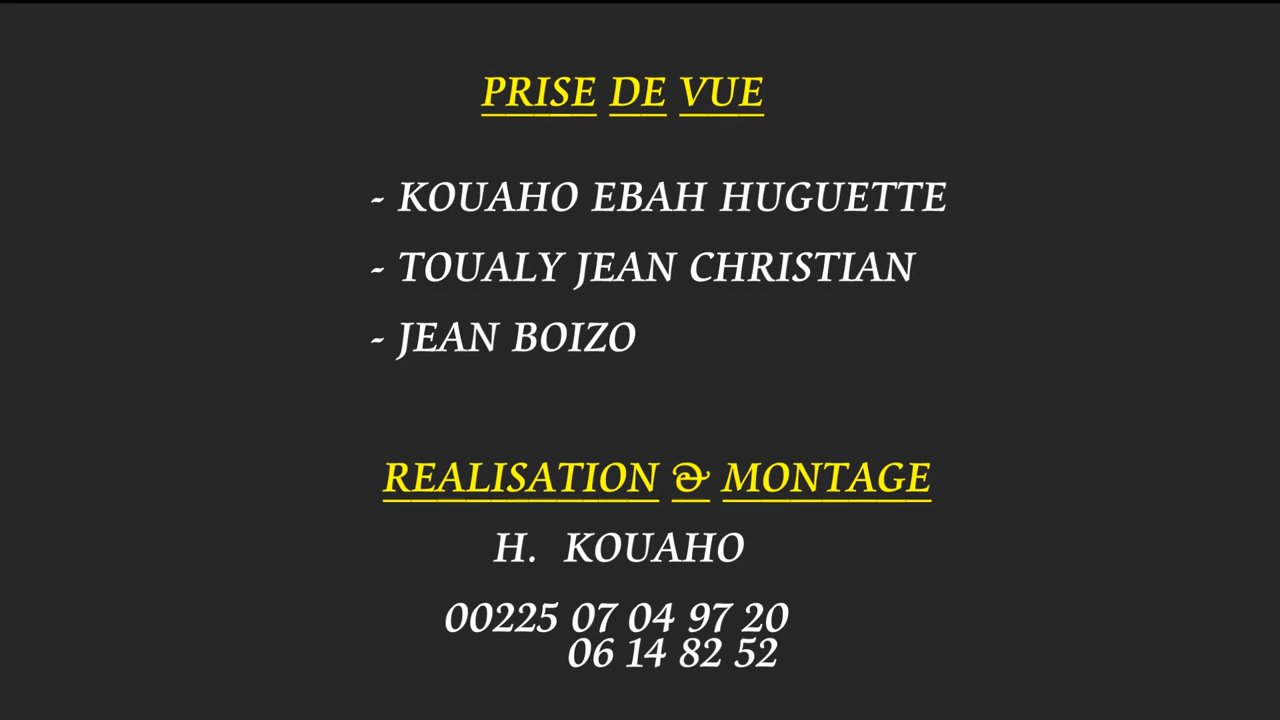 PRISE DE VUE
- KOUAHO EBAH HUGUETTE
- TOUALY JEAN CHRISTIAN
- JEAN BOIZO
REALISATION & MONTAGE
H. KOUAHO
00225 07 04 97 20
06 14 82 52